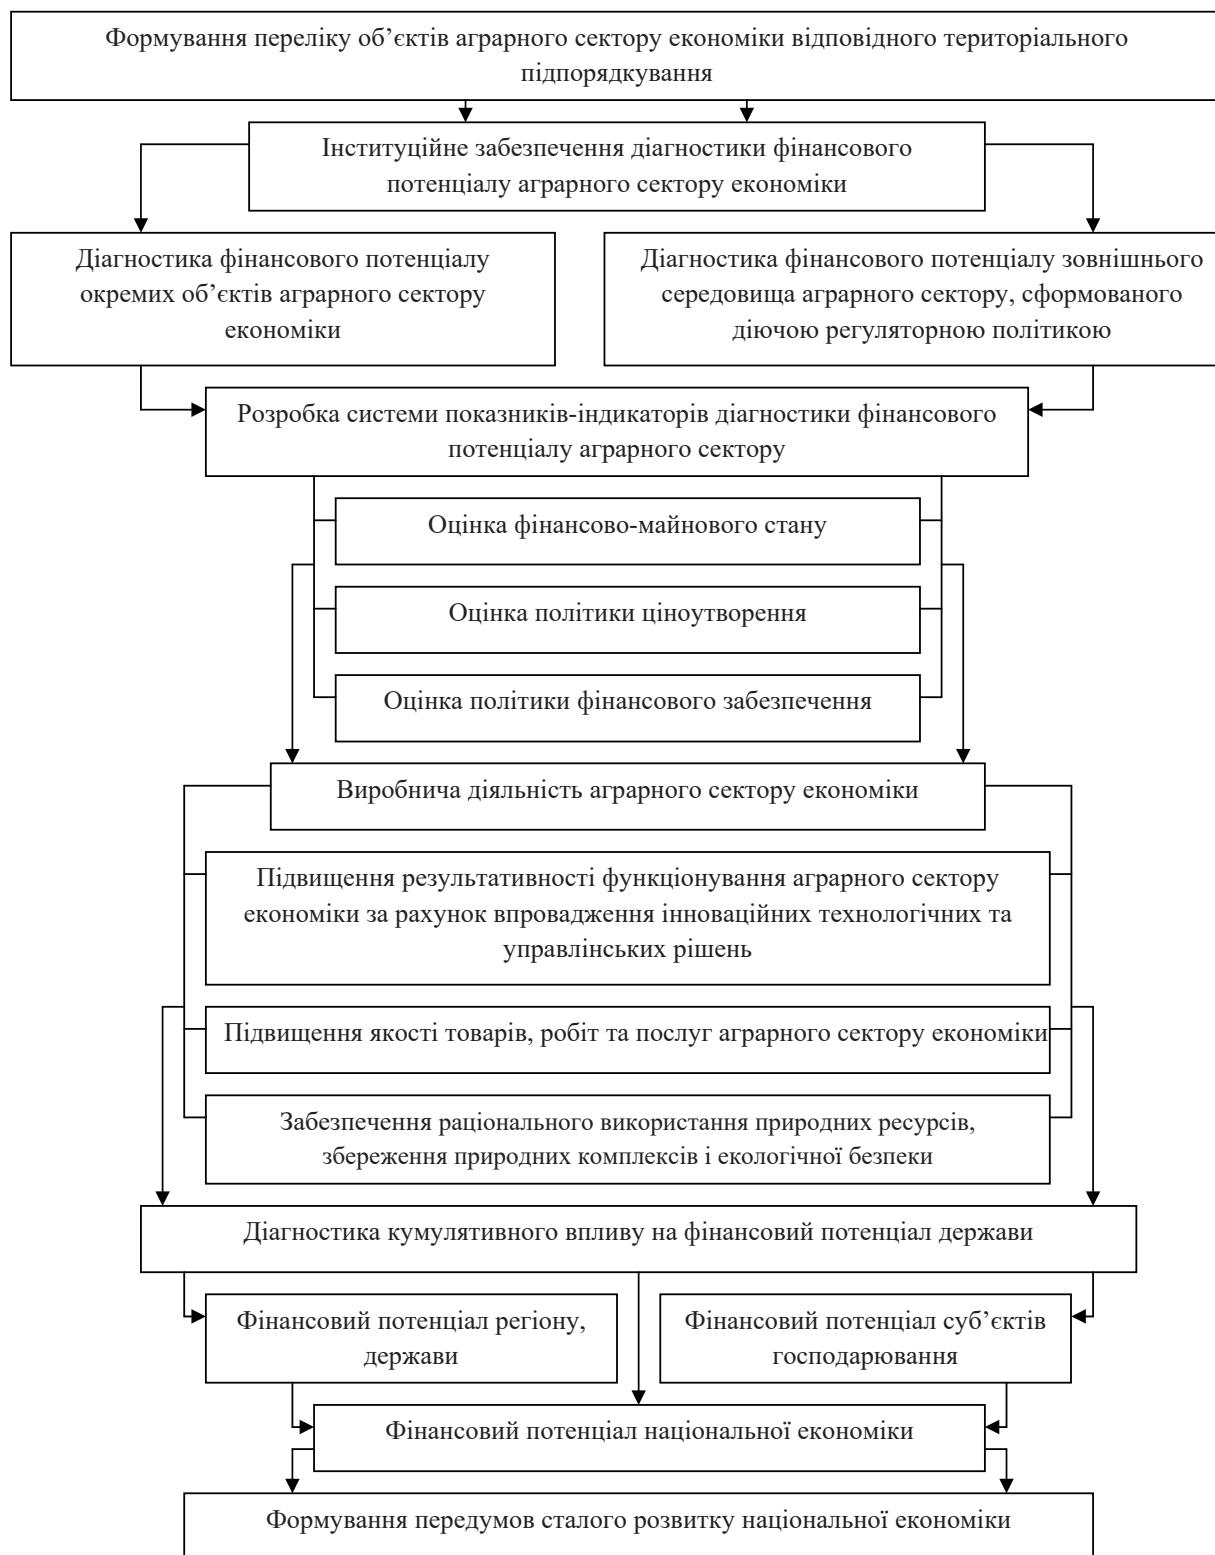 Формування переліку об’єктів аграрного сектору економіки відповідного територіального
підпорядкування
Інституційне забезпечення діагностики фінансового
потенціалу аграрного сектору економіки
Діагностика фінансового потенціалу
окремих об’єктів аграрного сектору
економіки
Діагностика фінансового потенціалу зовнішнього
середовища аграрного сектору, сформованого
діючою регуляторною політикою
Розробка системи показників-індикаторів діагностики фінансового
потенціалу аграрного сектору
Оцінка фінансово-майнового стану
Оцінка політики ціноутворення
Оцінка політики фінансового забезпечення
Виробнича діяльність аграрного сектору економіки
Підвищення результативності функціонування аграрного сектору
економіки за рахунок впровадження інноваційних технологічних та
управлінських рішень
Підвищення якості товарів, робіт та послуг аграрного сектору економіки
Забезпечення раціонального використання природних ресурсів,
збереження природних комплексів і екологічної безпеки
Діагностика кумулятивного впливу на фінансовий потенціал держави
Фінансовий потенціал регіону,
держави
Фінансовий потенціал суб’єктів
господарювання
Фінансовий потенціал національної економіки
Формування передумов сталого розвитку національної економіки